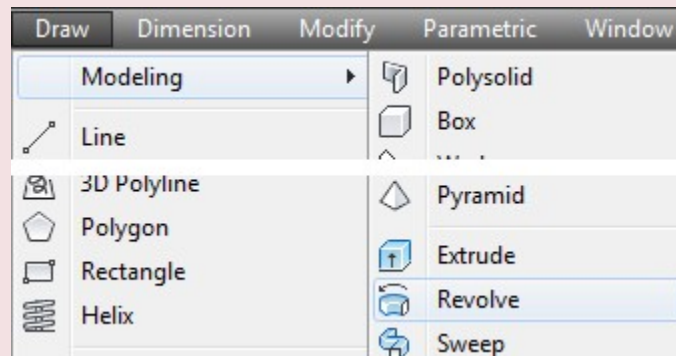 Draw Dimension Modify Parametric Window
Modeling
Line
3D Polyline
Polygon
Rectangle
Helix
Polysolid
Box
Pyramid
Extrude
Revolve
Sweep